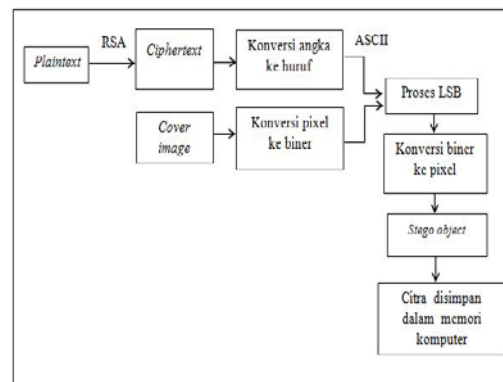 Plaintext
RSA
Ciphertext
Konversi angka
ke huruf
ASCII
Cover
image
Konversi pixel
ke biner
Proses LSB
Konversi biner
ke pixel
Stego object
Citra disimpan
dalam memori
komputer